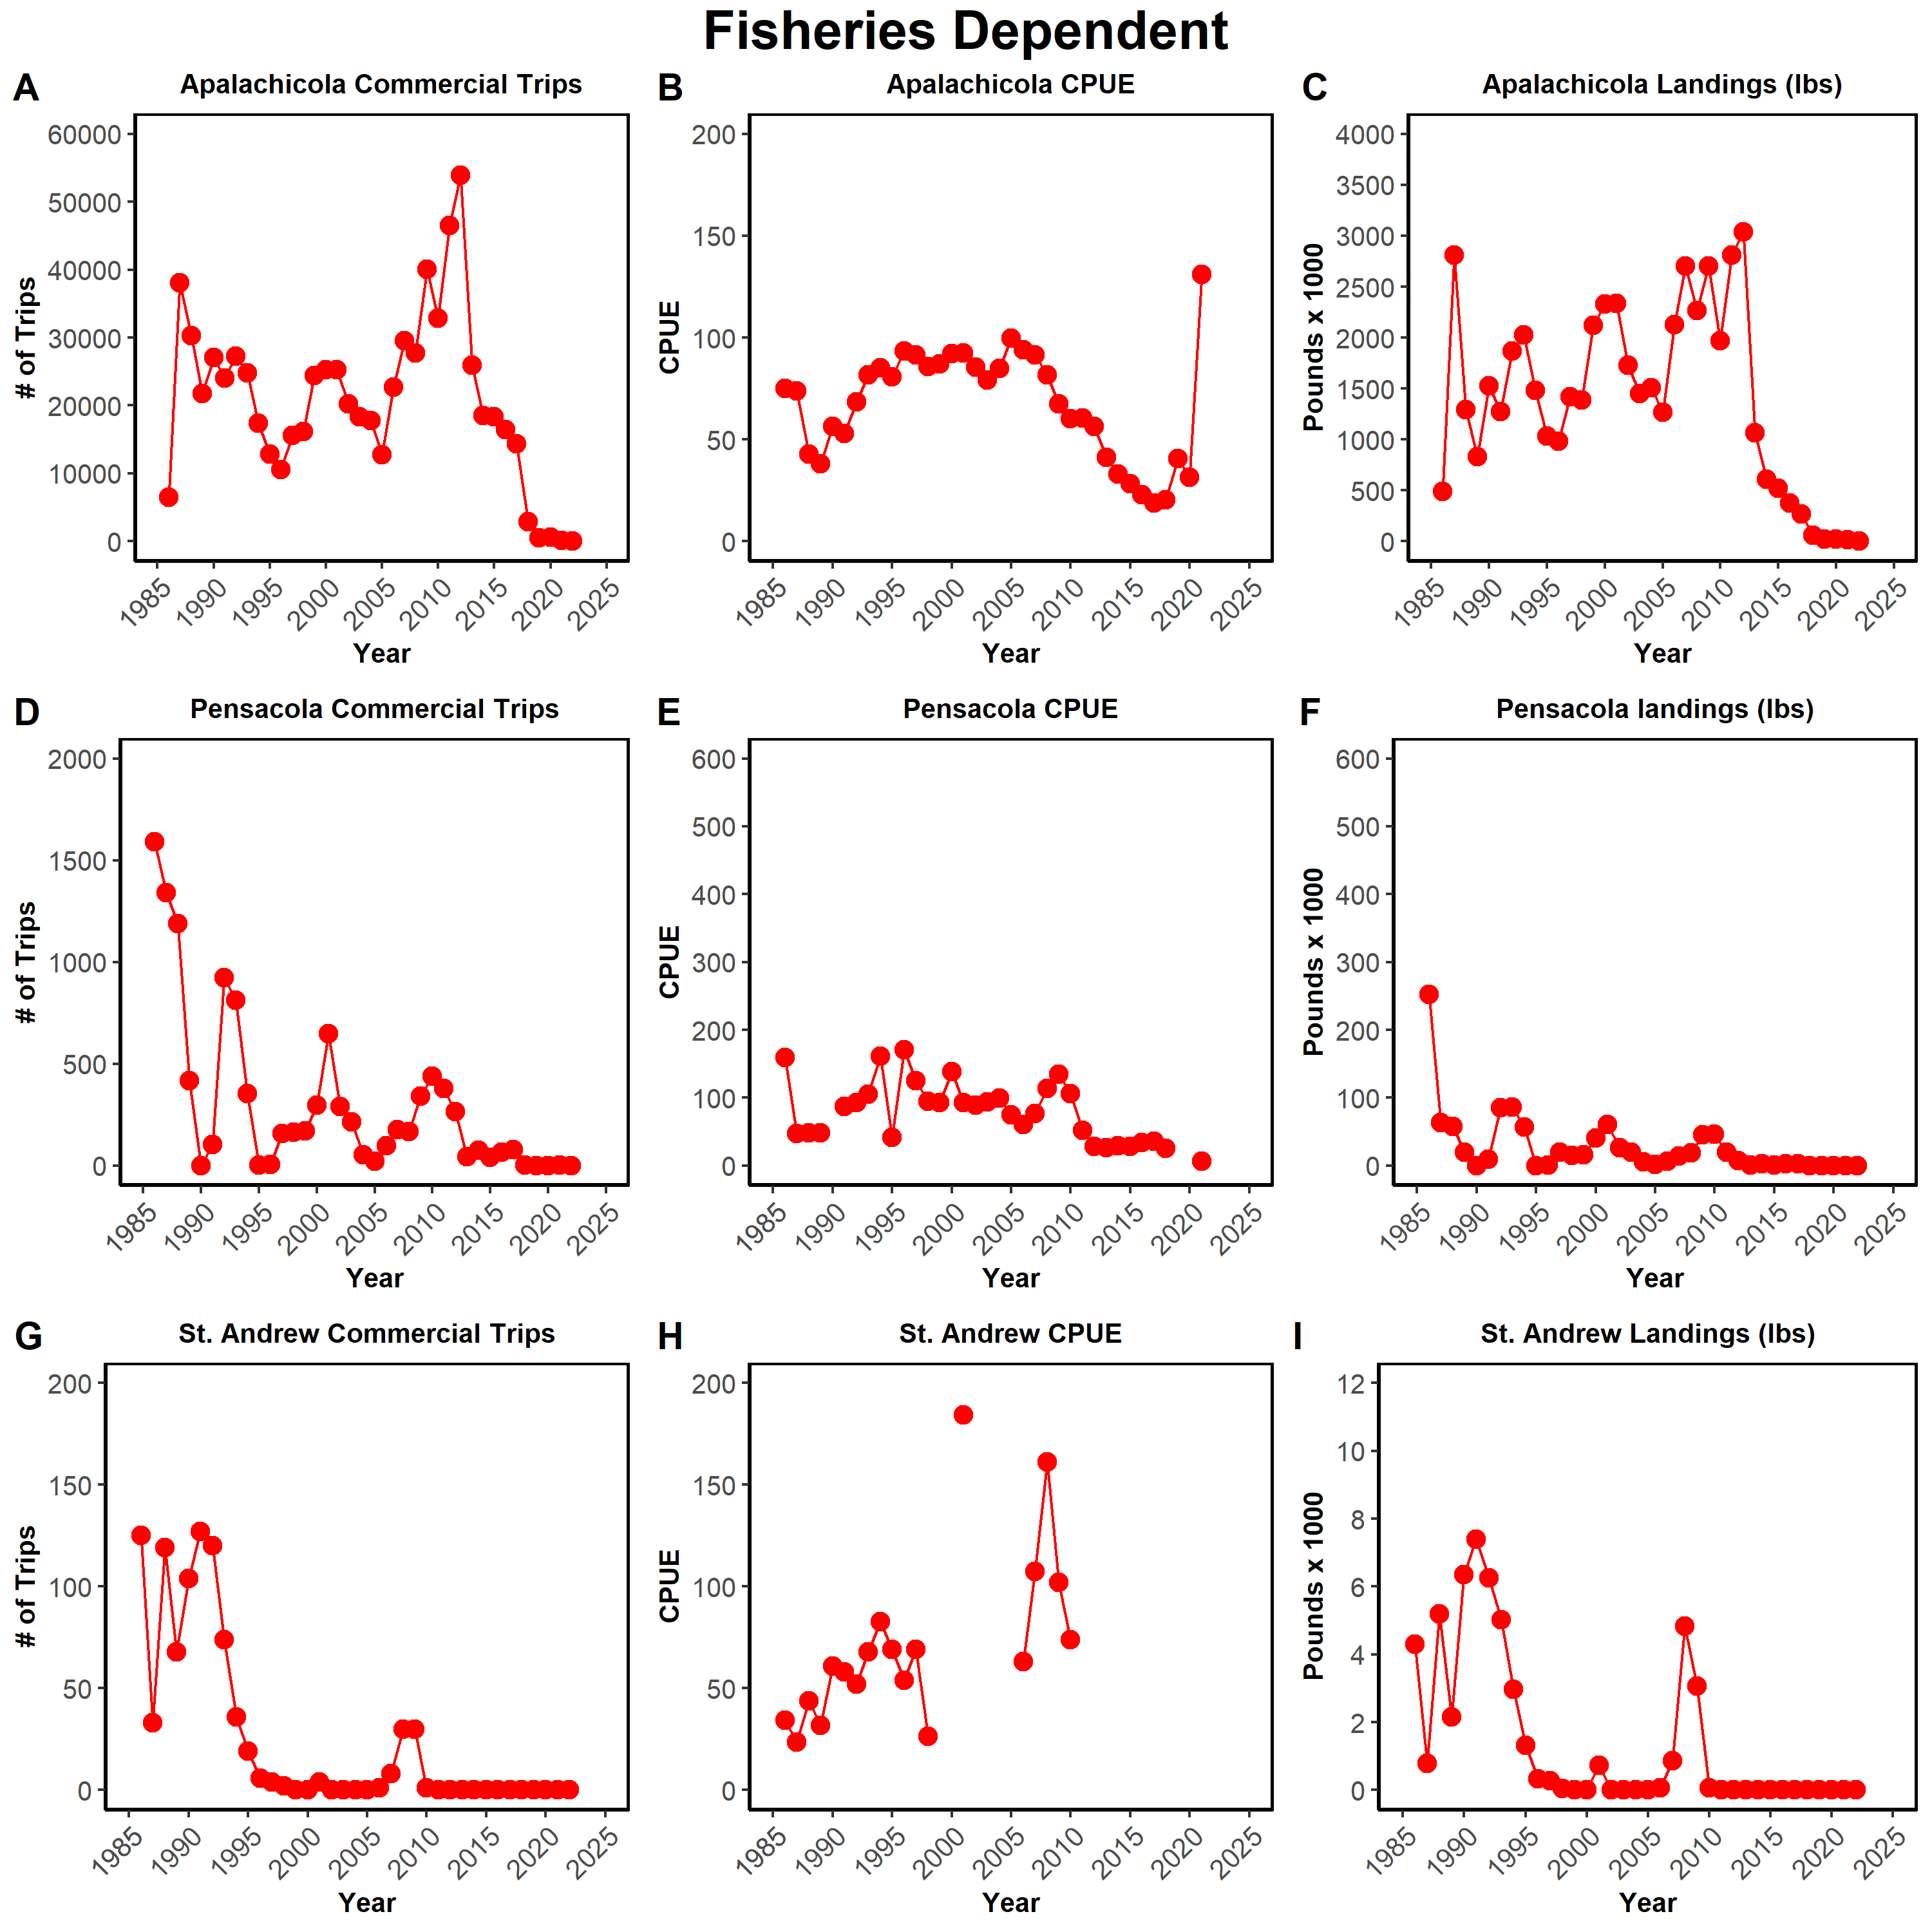 Fisheries Dependent
A
Apalachicola Commercial Trips
# of Trips
60000
50000
40000
30000
20000
10000
0
1985 1990 1995 2000 2005 2010 2015 2020 2025
Year
B
Apalachicola CPUE
CPUE
200
150
100
50
0
1985 1990 1995 2000 2005 2010 2015 2020 2025
Year
C
Apalachicola Landings (lbs)
Pounds x 1000
4000
3500
3000
2500
2000
1500
1000
500
0
1985 1990 1995 2000 2005 2010 2015 2020 2025
Year
D
Pensacola Commercial Trips
# of Trips
2000
1500
1000
500
0
1985 1990 1995 2000 2005 2010 2015 2020 2025
Year
E
Pensacola CPUE
CPUE
600
500
400
300
200
100
0
1985 1990 1995 2000 2005 2010 2015 2020 2025
Year
F
Pensacola landings (lbs)
Pounds x 1000
600
500
400
300
200
100
0
1985 1990 1995 2000 2005 2010 2015 2020 2025
Year
G
St. Andrew Commercial Trips
# of Trips
200
150
100
50
0
1985 1990 1995 2000 2005 2010 2015 2020 2025
Year
H
St. Andrew CPUE
CPUE
200
150
100
50
0
1985 1990 1995 2000 2005 2010 2015 2020 2025
Year
I
St. Andrew Landings (lbs)
Pounds x 1000
12
10
8
6
4
2
0
1985 1990 1995 2000 2005 2010 2015 2020 2025
Year